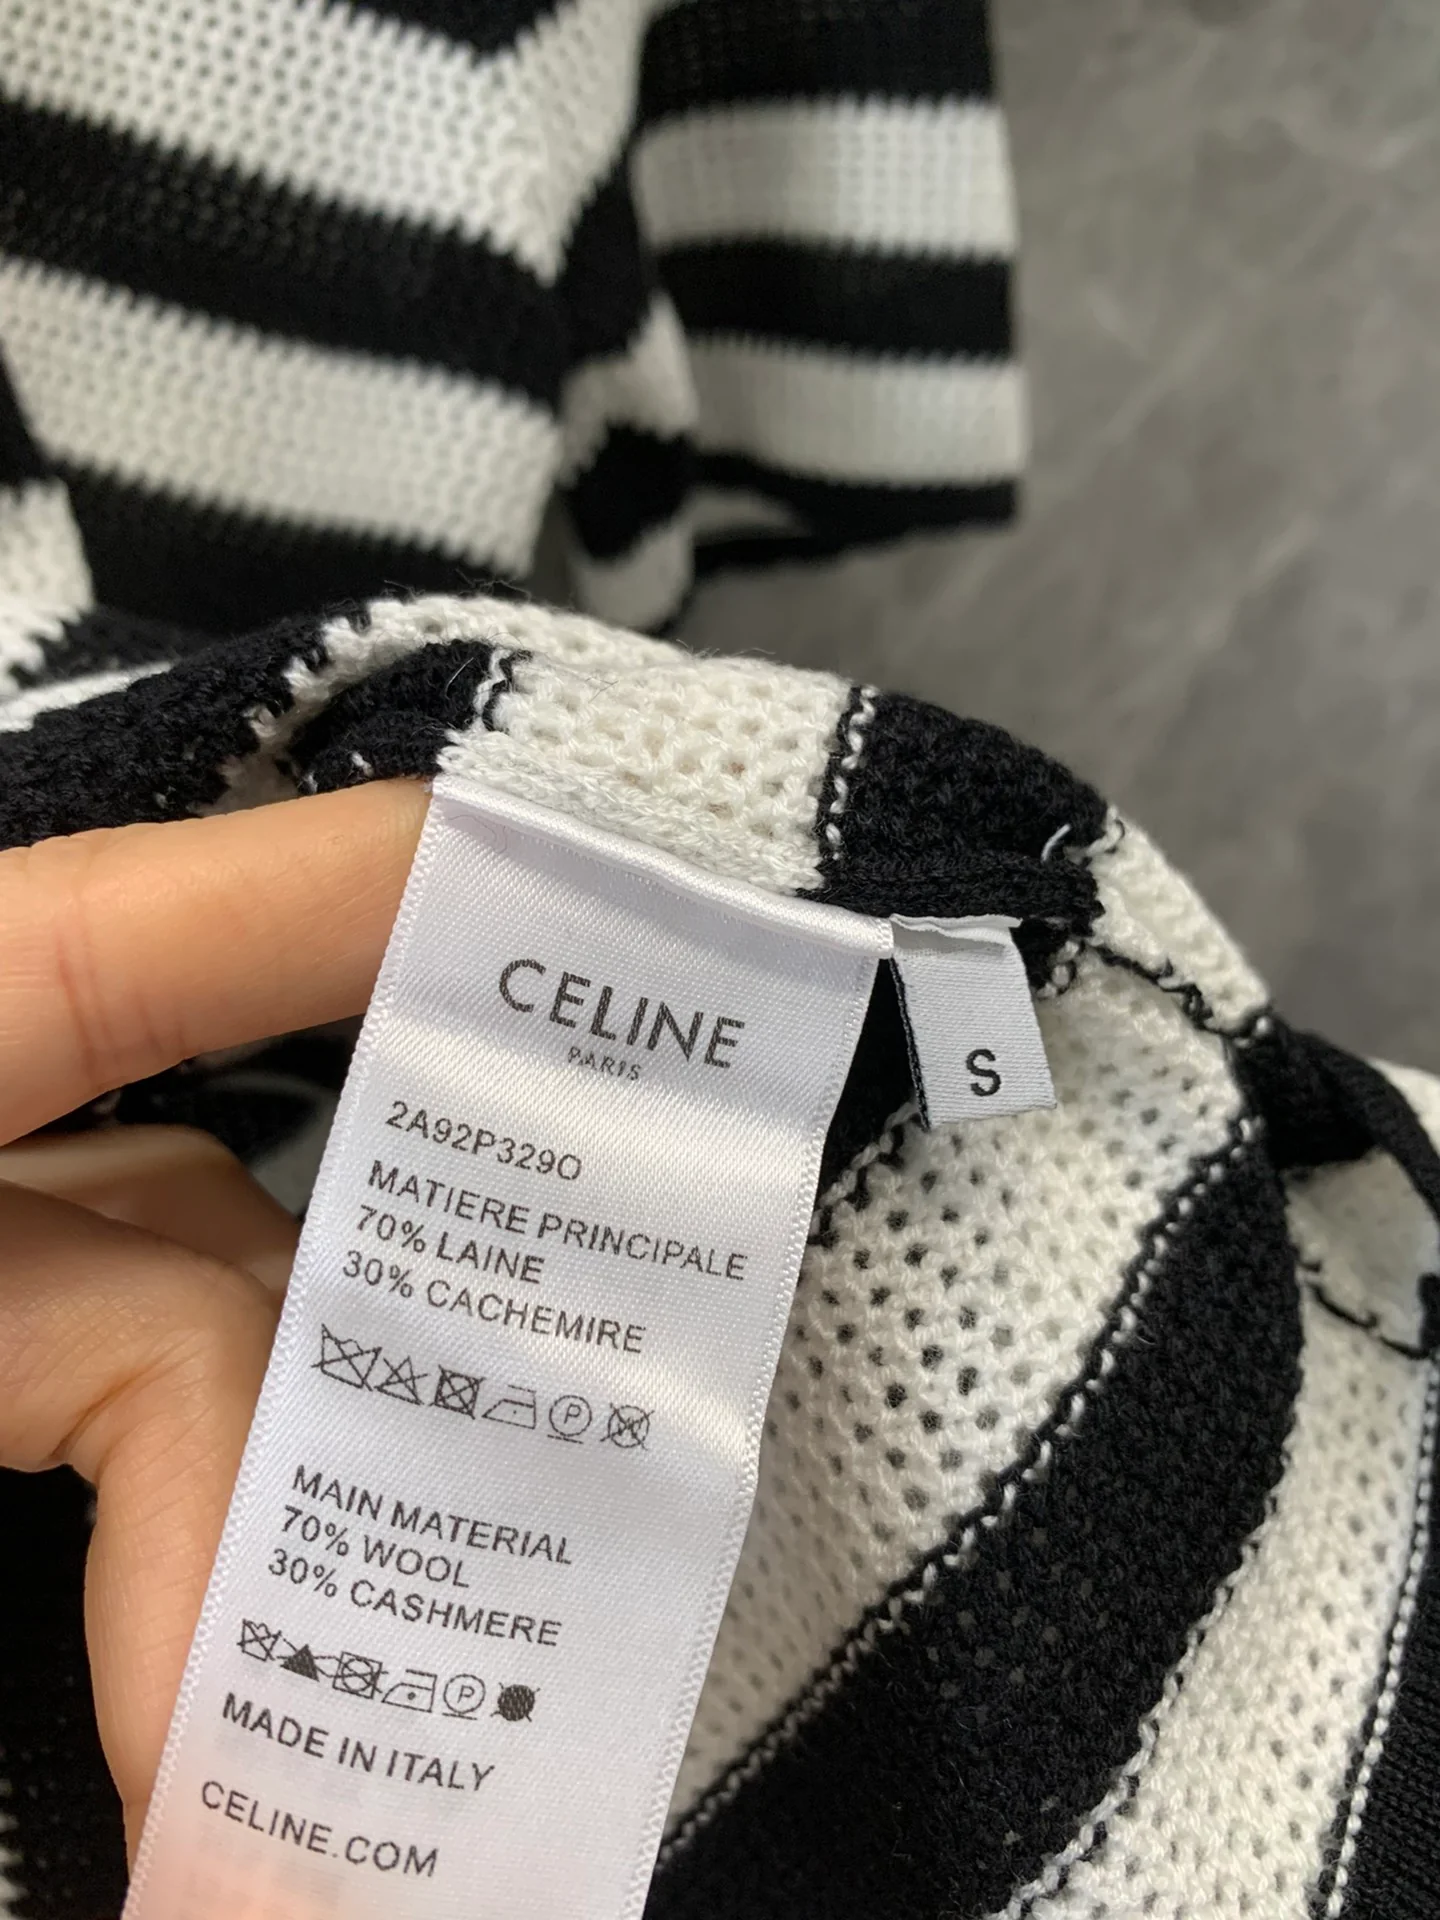 CELINE
PARIS
S
2A92P329O
MATIERE PRINCIPALE
70% LAINE
30% CACHEMIRE
P
W
MAIN MATERIAL
70% WOOL
30% CASHMERE
P
MADE IN ITALY
CELINE.COM